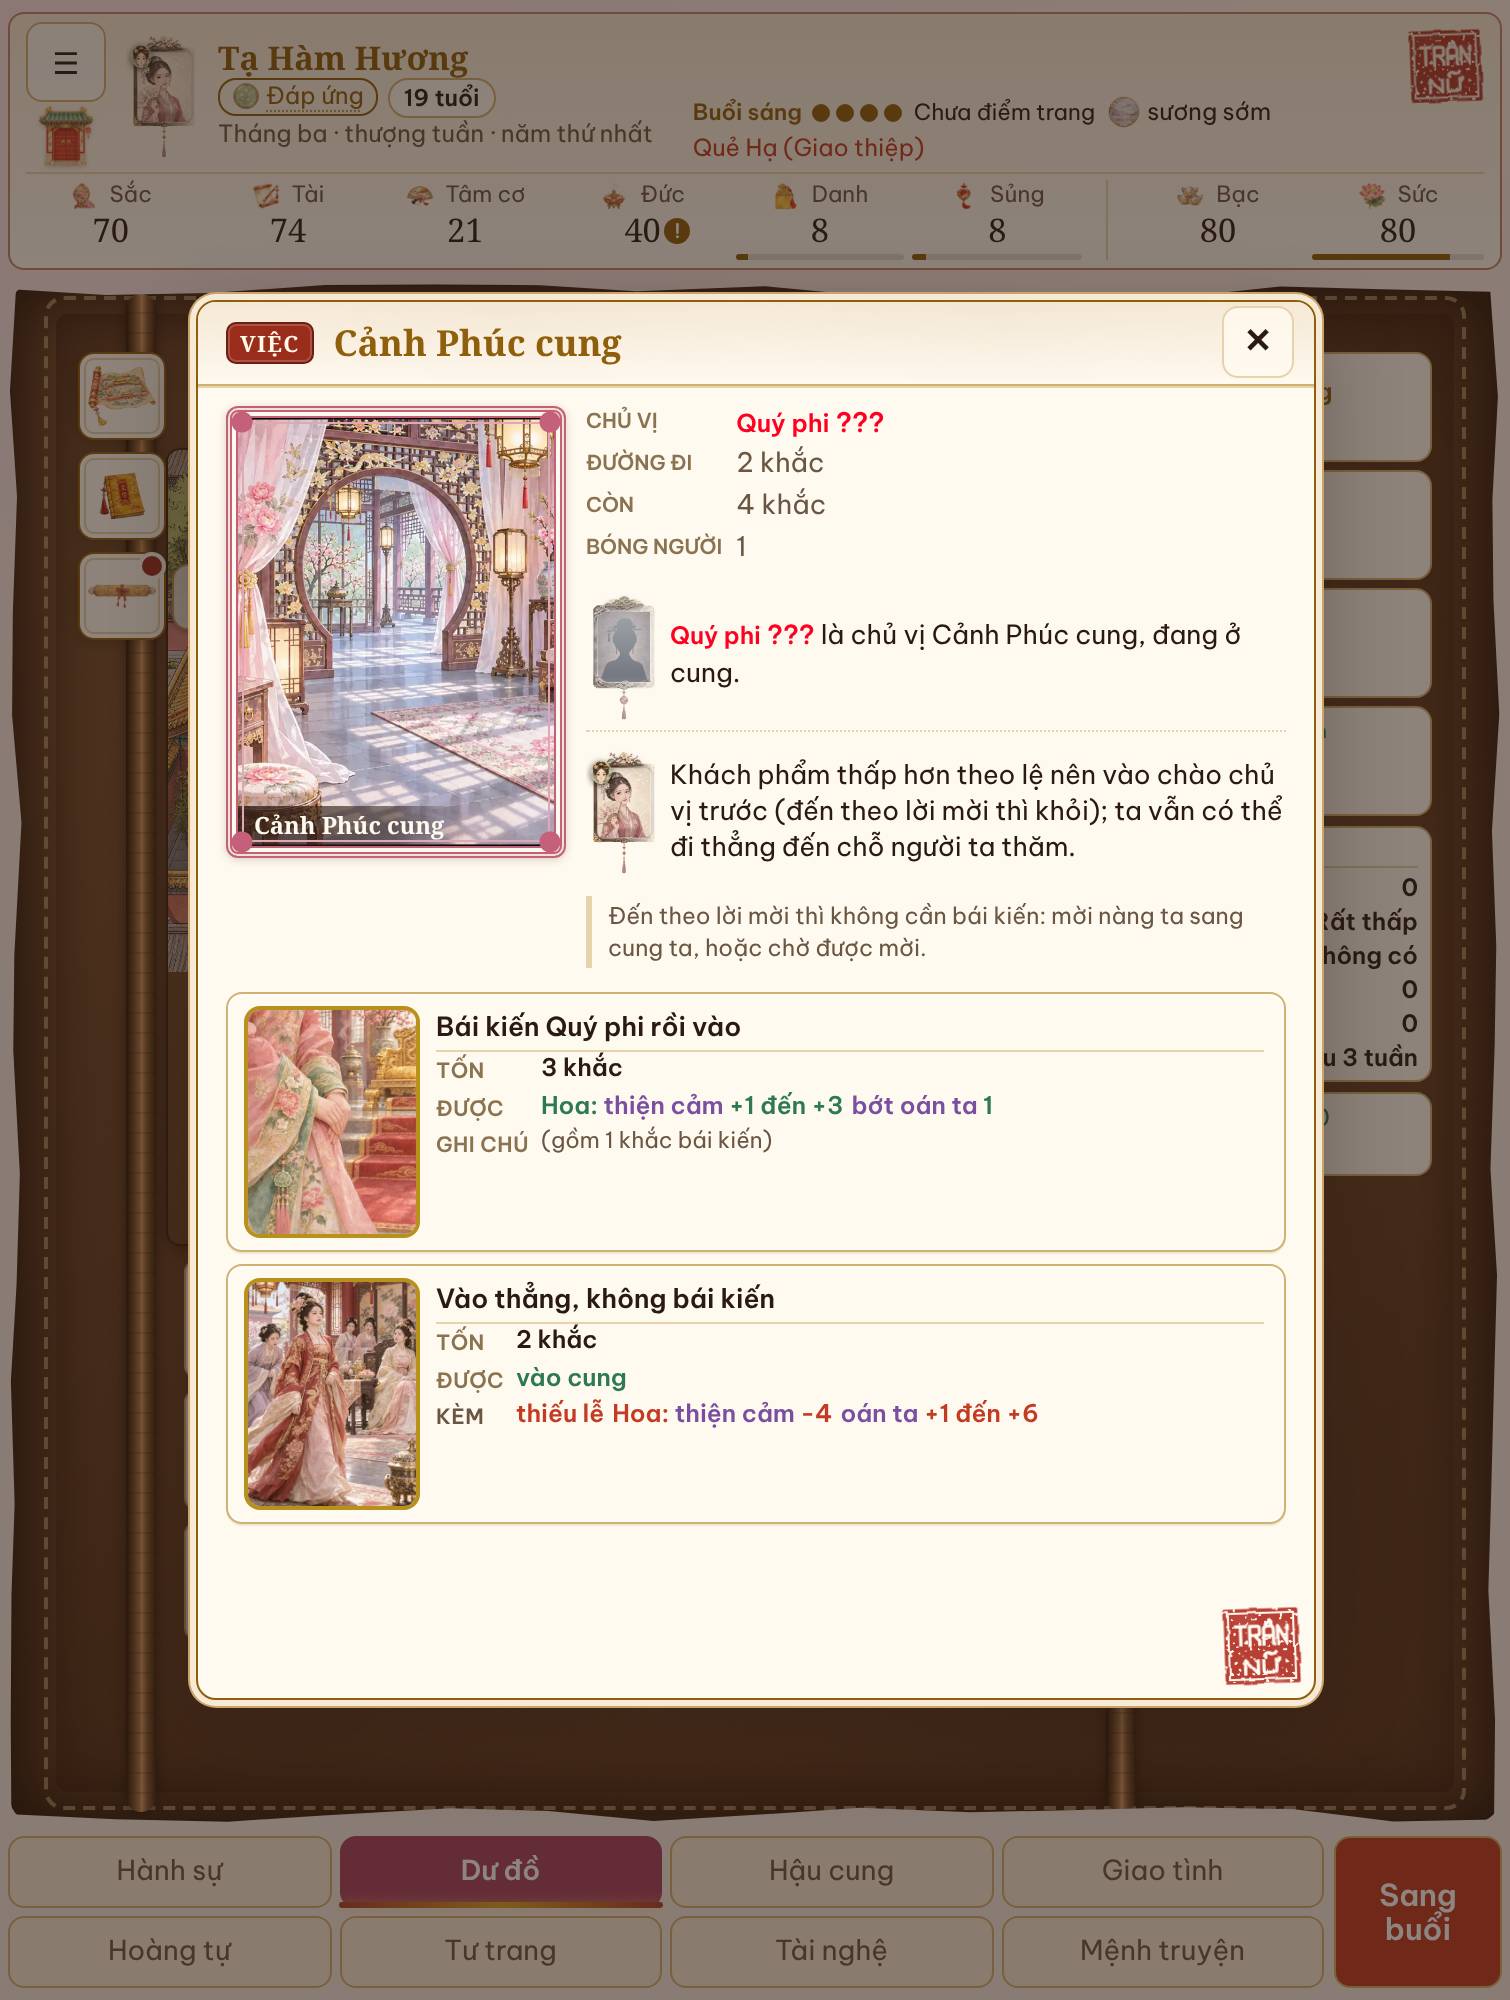 ☰
Tạ Hàm Hương
Đáp ứng
19 tuổi
Tháng ba · thượng tuần · năm thứ nhất
Buổi sáng
Chưa điểm trang
sương sớm
Quẻ Hạ (Giao thiệp)
TRÂN
NỮ
Sắc
70
Tài
74
Tâm cơ
21
Đức
40 !
Danh
8
Sủng
8
Bạc
80
Sức
80
VIỆC
Cảnh Phúc cung
✕
Cảnh Phúc cung
CHỦ VỊ Quý phi ???
ĐƯỜNG ĐI 2 khắc
CÒN 4 khắc
BÓNG NGƯỜI 1
Quý phi ??? là chủ vị Cảnh Phúc cung, đang ở
cung.
Khách phẩm thấp hơn theo lệ nên vào chào chủ
vị trước (đến theo lời mời thì khỏi); ta vẫn có thể
đi thẳng đến chỗ người ta thăm.
Đến theo lời mời thì không cần bái kiến: mời nàng ta sang
cung ta, hoặc chờ được mời.
Bái kiến Quý phi rồi vào
TỐN 3 khắc
ĐƯỢC Hoa: thiện cảm +1 đến +3 bớt oán ta 1
GHI CHÚ (gồm 1 khắc bái kiến)
Vào thẳng, không bái kiến
TỐN 2 khắc
ĐƯỢC vào cung
KÈM thiếu lễ Hoa: thiện cảm -4 oán ta +1 đến +6
TRÂN
NỮ
0
thấp
có
0
0
3 tuần
Hành sự
Dư đồ
Hậu cung
Giao tình
Hoàng tự
Tư trang
Tài nghệ
Mệnh truyện
Sang
buổi